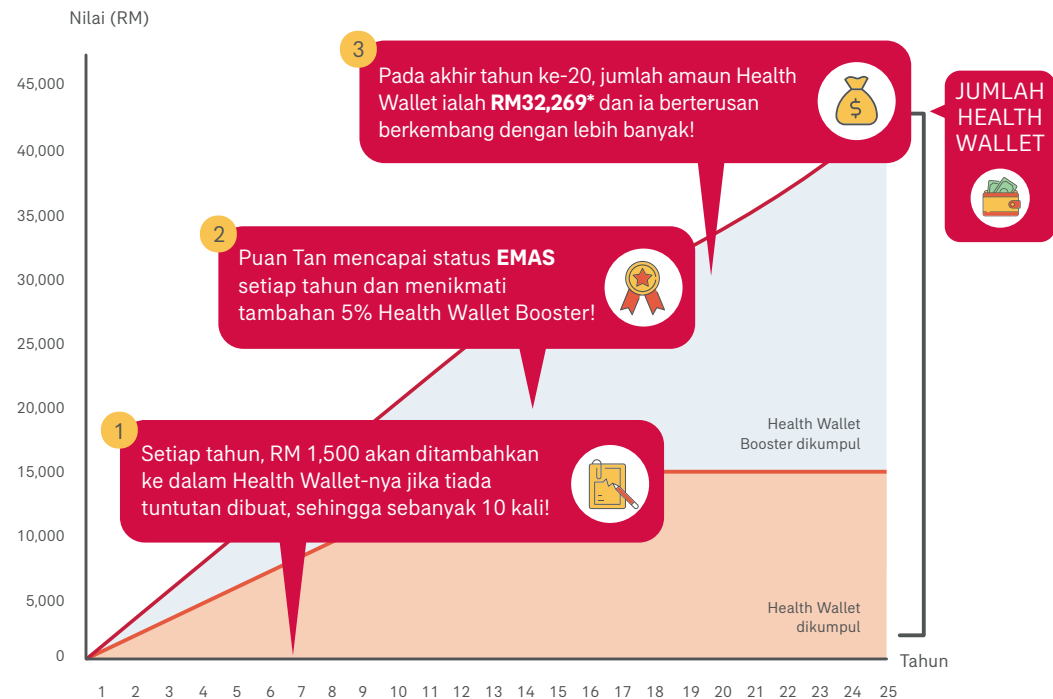 Nilai (RM)
45,000
40,000
35,000
30,000
25,000
20,000
15,000
10,000
5,000
0
3
Pada akhir tahun ke-20, jumlah amaun Health
Wallet ialah RM32,269* dan ia berterusan
berkembang dengan lebih banyak!
$
JUMLAH
HEALTH
WALLET
2
Puan Tan mencapai status EMAS
setiap tahun dan menikmati
tambahan 5% Health Wallet Booster!
1
Setiap tahun, RM 1,500 akan ditambahkan
ke dalam Health Wallet-nya jika tiada
tuntutan dibuat, sehingga sebanyak 10 kali!
Health Wallet
Booster dikumpul
Health Wallet
dikumpul
Tahun
1 2 3 4 5 6 7 8 9 10 11 12 13 14 15 16 17 18 19 20 21 22 23 24 25